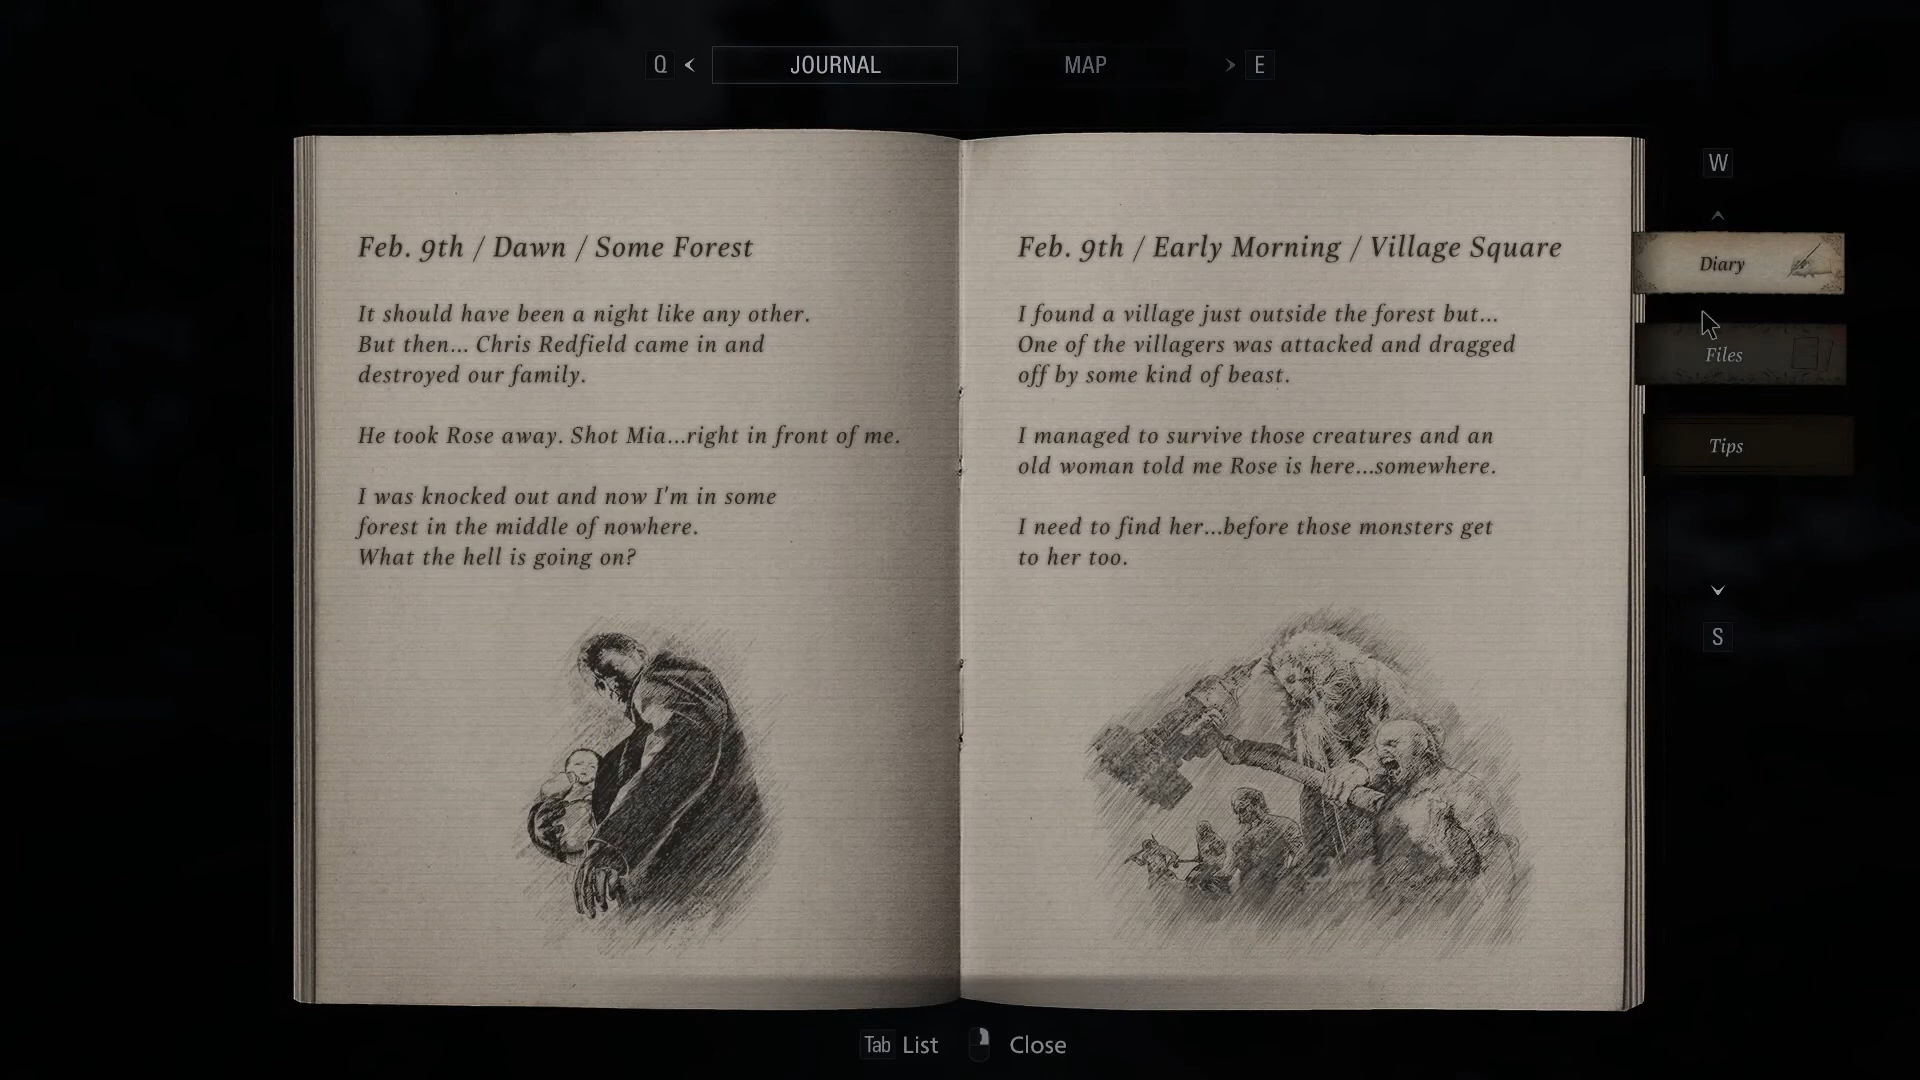 Q
JOURNAL
MAP
E
Feb. 9th / Dawn / Some Forest
It should have been a night like any other.
But then... Chris Redfield came in and
destroyed our family.
He took Rose away. Shot Mia...right in front of me.
I was knocked out and now I'm in some
forest in the middle of nowhere.
What the hell is going on?
Feb. 9th / Early Morning / Village Square
I found a village just outside the forest but...
One of the villagers was attacked and dragged
off by some kind of beast.
I managed to survive those creatures and an
old woman told me Rose is here...somewhere.
I need to find her...before those monsters get
to her too.
W
Diary
Files
Tips
S
Tab List Close